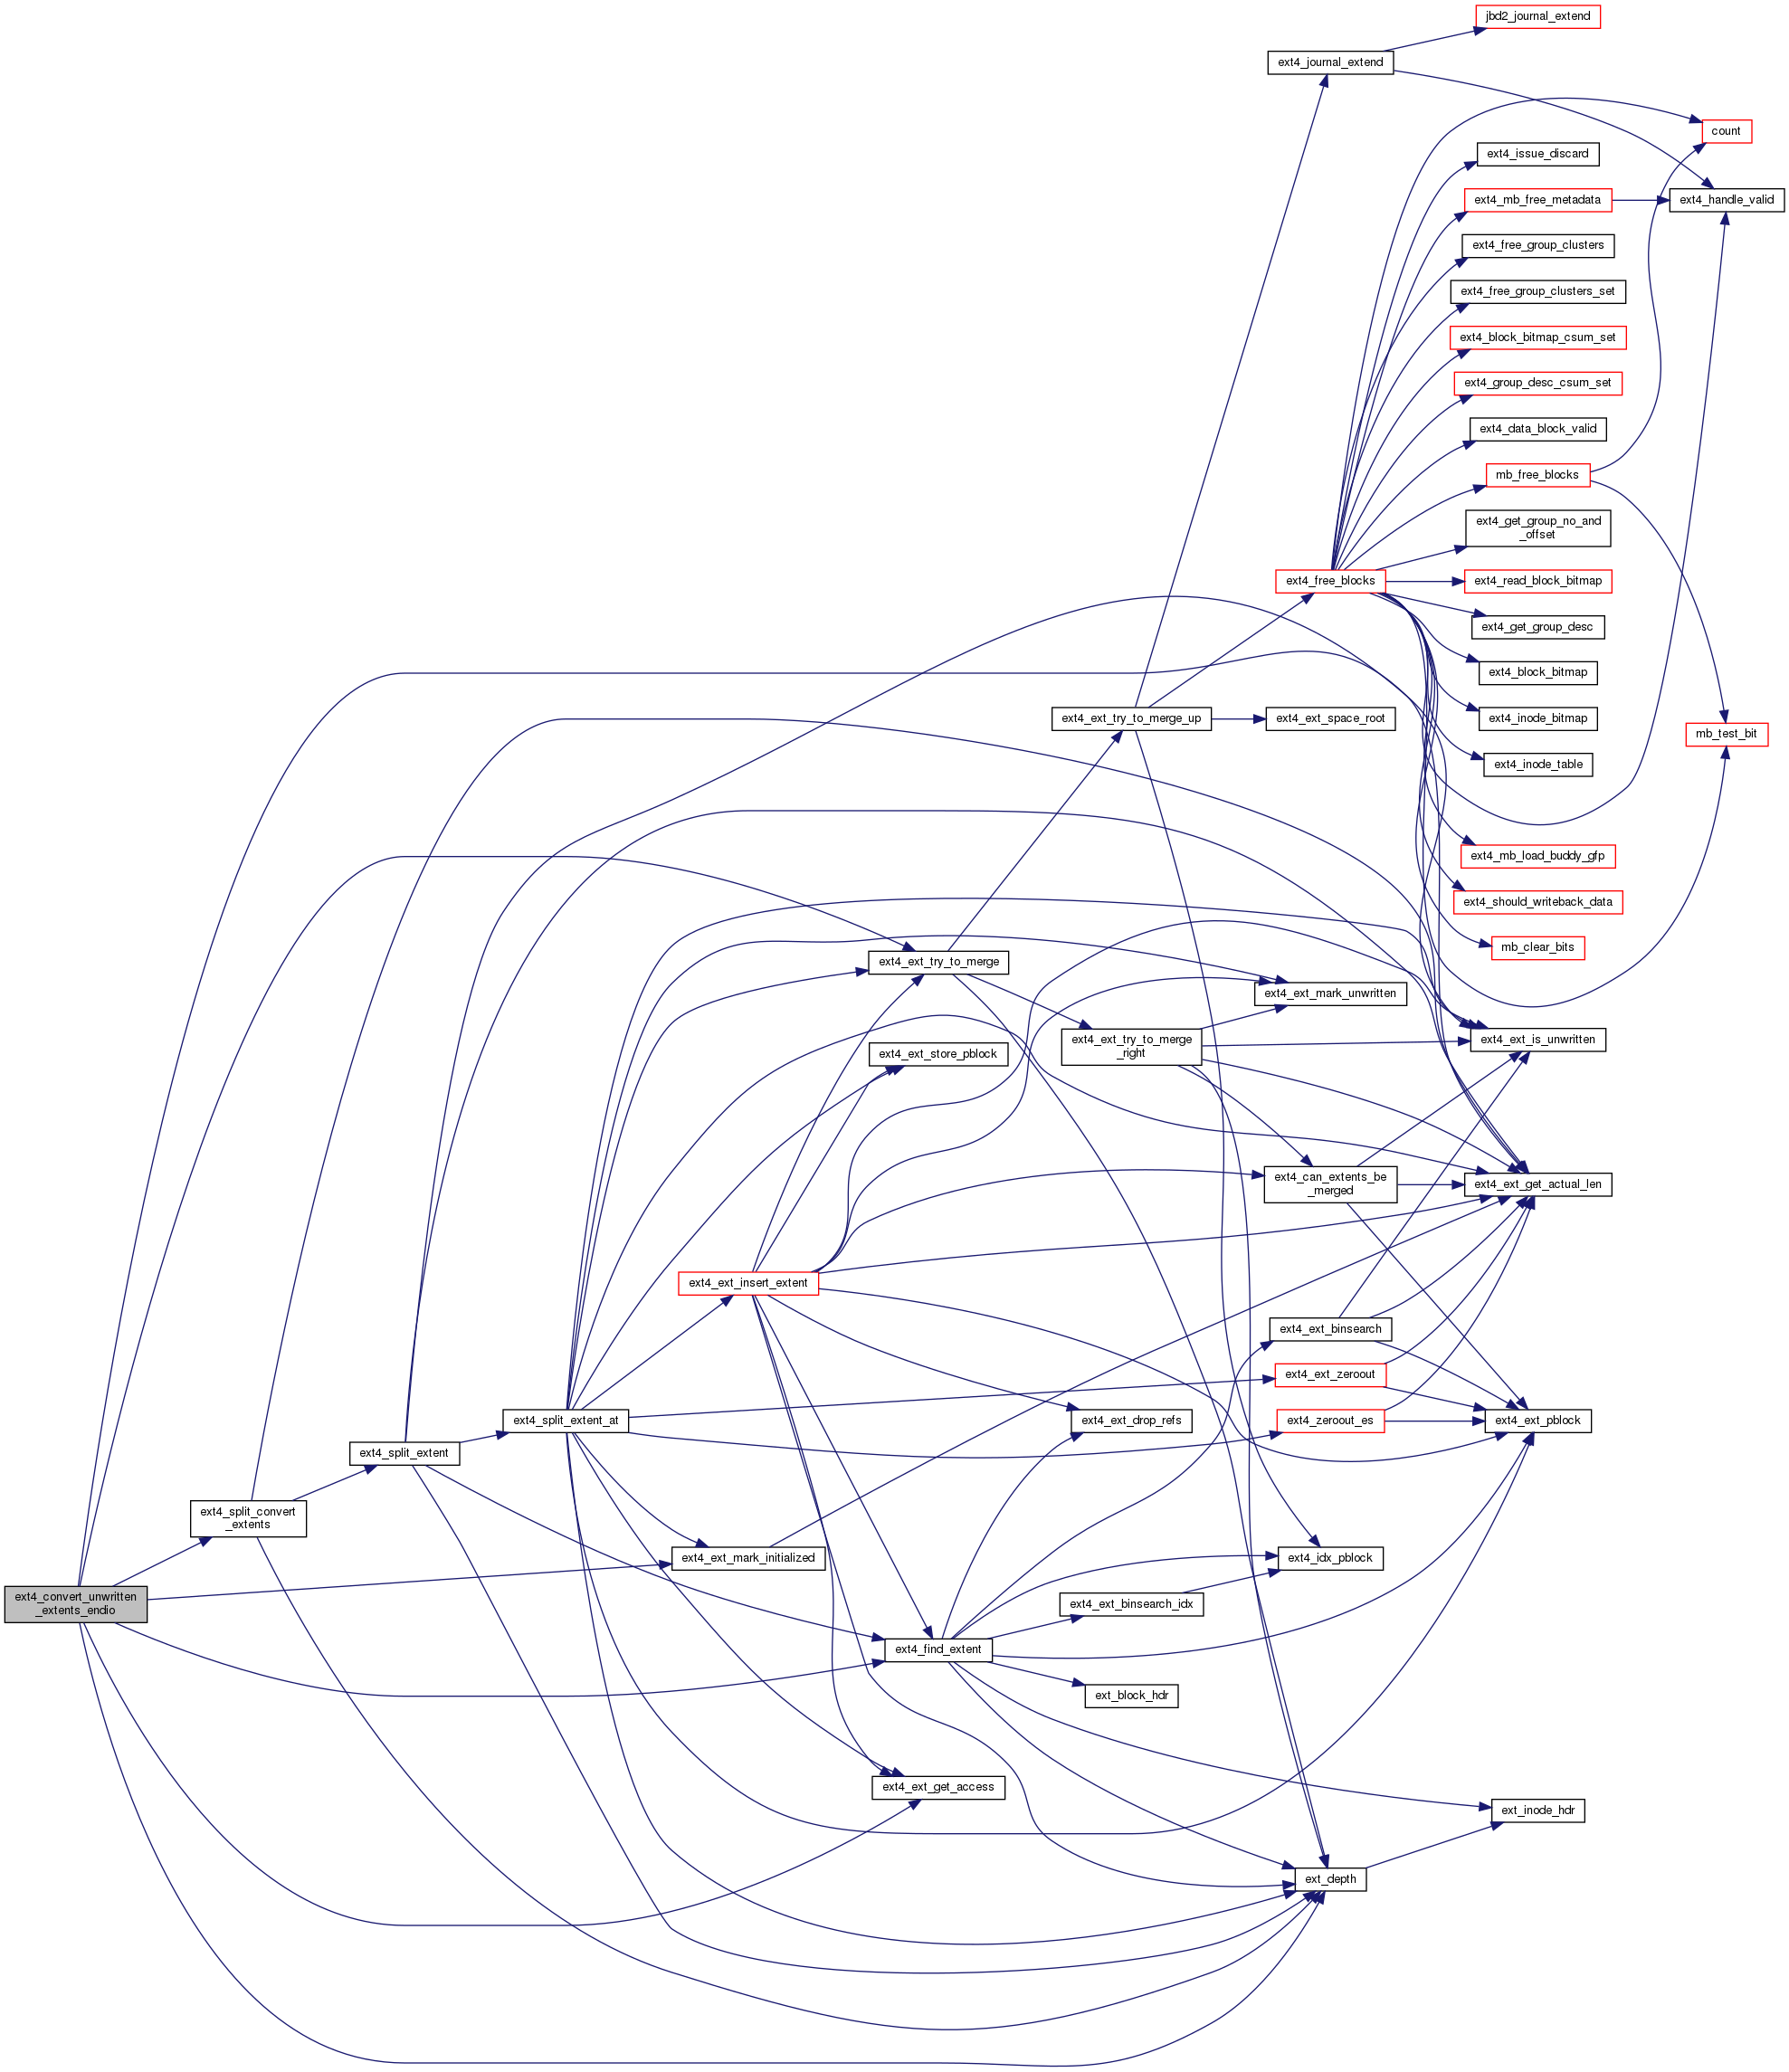 jbd2_journal_extend
ext4_journal_extend
count
ext4_issue_discard
ext4_mb_free_metadata
ext4_handle_valid
ext4_free_group_clusters
ext4_free_group_clusters_set
ext4_block_bitmap_csum_set
ext4_group_desc_csum_set
ext4_data_block_valid
mb_free_blocks
ext4_get_group_no_and
_offset
ext4_free_blocks
ext4_read_block_bitmap
ext4_get_group_desc
ext4_block_bitmap
ext4_ext_try_to_merge_up
ext4_ext_space_root
ext4_inode_bitmap
mb_test_bit
ext4_inode_table
ext4_mb_load_buddy_gfp
ext4_should_writeback_data
mb_clear_bits
ext4_ext_try_to_merge
ext4_ext_mark_unwritten
ext4_ext_try_to_merge
_right
ext4_ext_is_unwritten
ext4_ext_store_pblock
ext4_can_extents_be
_merged
ext4_ext_get_actual_len
ext4_ext_insert_extent
ext4_ext_binsearch
ext4_ext_zeroout
ext4_split_extent_at
ext4_ext_drop_refs
ext4_zeroout_es
ext4_ext_pblock
ext4_split_extent
ext4_split_convert
_extents
ext4_ext_mark_initialized
ext4_idx_pblock
ext4_convert_unwritten
_extents_endio
ext4_ext_binsearch_idx
ext4_find_extent
ext_block_hdr
ext4_ext_get_access
ext_inode_hdr
ext_depth